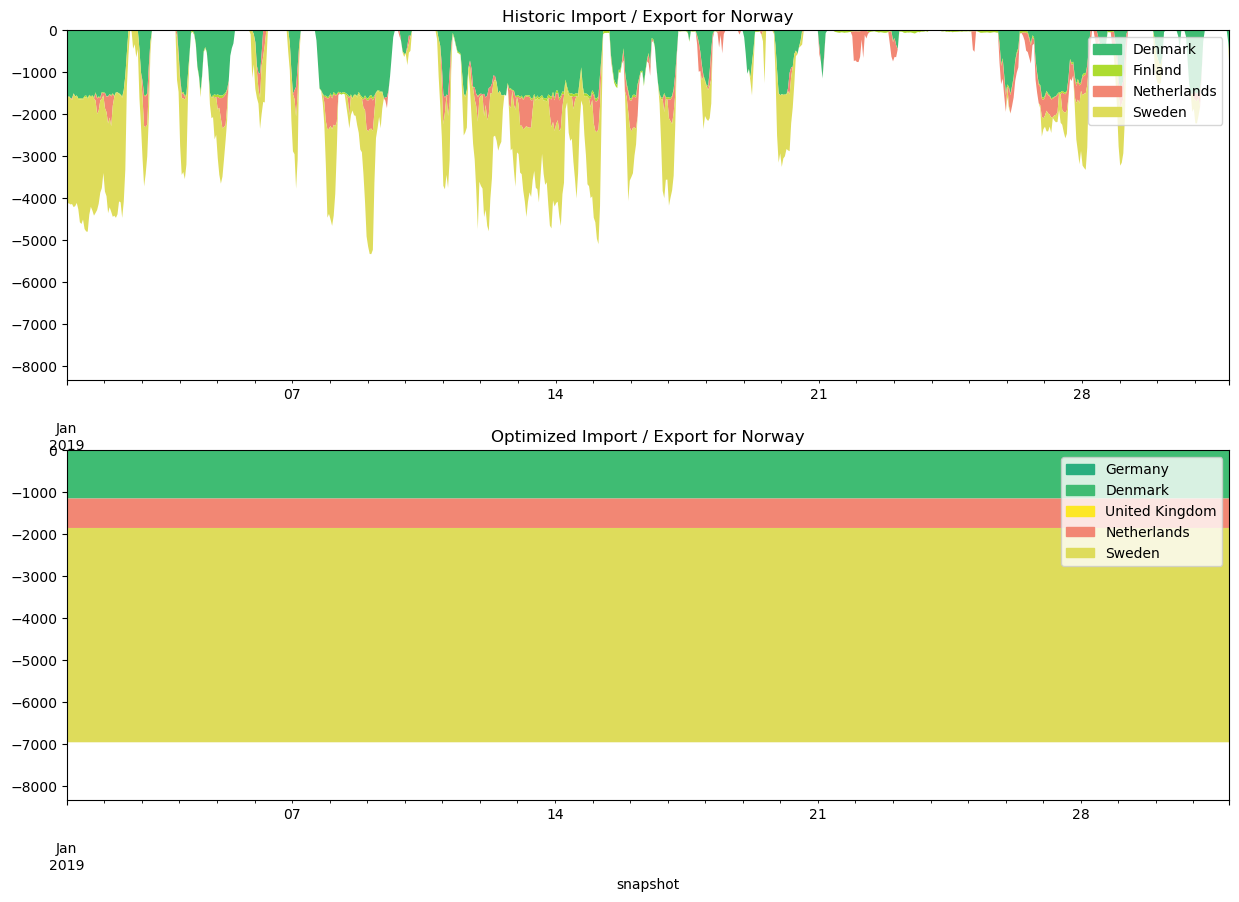 Historic Import / Export for Norway
0
−1000
−2000
−3000
−4000
−5000
−6000
−7000
−8000
Denmark
Finland
Netherlands
Sweden
07
14
21
28
Jan
2019
Optimized Import / Export for Norway
0
−1000
−2000
−3000
−4000
−5000
−6000
−7000
−8000
Germany
Denmark
United Kingdom
Netherlands
Sweden
07
14
21
28
Jan
2019
snapshot